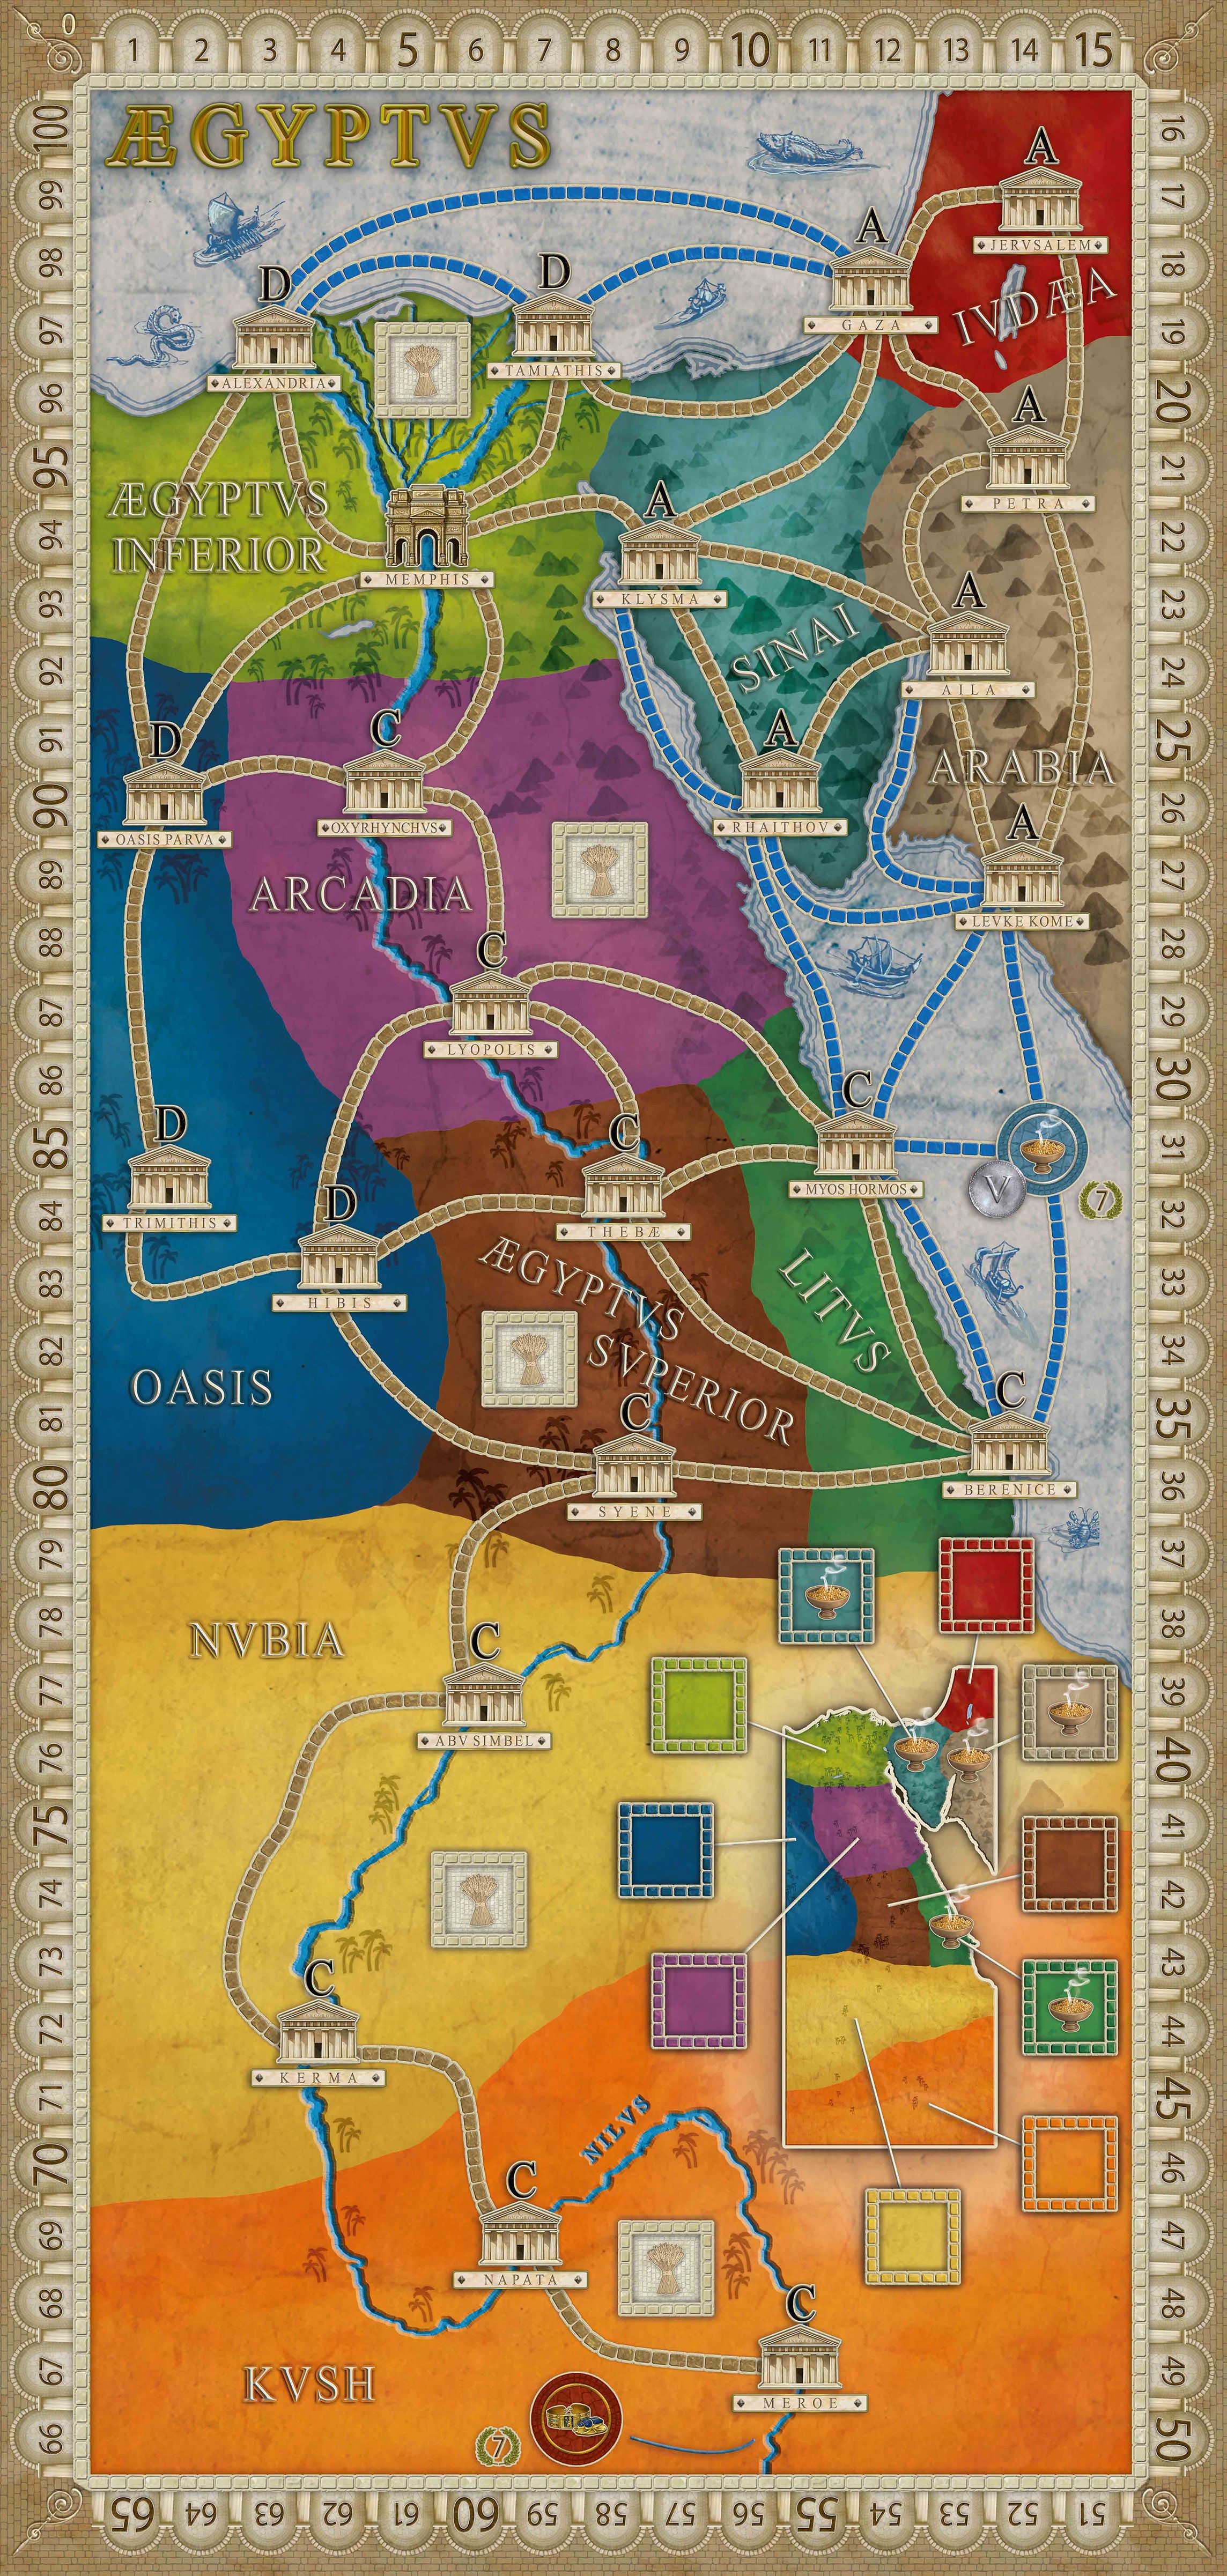 0 1 2 3 4 5 6 7 8 9 10 11 12 13 14 15
ÆGYPTVS
A
JERVSALEM
A
GAZA
IVDÆA
D
ALEXANDRIA
D
TAMIATHIS
A
PETRA
ÆGYPTVS
INFERIOR
MEMPHIS
A
KLYSMA
SINAI
A
AILA
D
OASIS PARVA
C
OXYRHYNCHVS
A
RHAITHOV
ARABIA
A
LEVKE KOME
ARCADIA
C
LYOPOLIS
C
MYOS HORMOS
V
7
D
TRIMITHIS
D
HIBIS
C
THEBÆ
ÆGYPTVS
SVPERIOR
LITVS
OASIS
C
SYENE
C
BERENICE
NVBIA
C
ABV SIMBEL
C
KERMA
NILVS
C
NAPATA
C
MEROE
KVSH
7
16
17
18
19
20
21
22
23
24
25
26
27
28
29
30
31
32
33
34
35
36
37
38
39
40
41
42
43
44
45
46
47
48
49
50
51 52 53 54 55 56 57 58 59 60 61 62 63 64 65
66
67
68
69
70
71
72
73
74
75
76
77
78
79
80
81
82
83
84
85
86
87
88
89
90
91
92
93
94
95
96
97
98
99
100